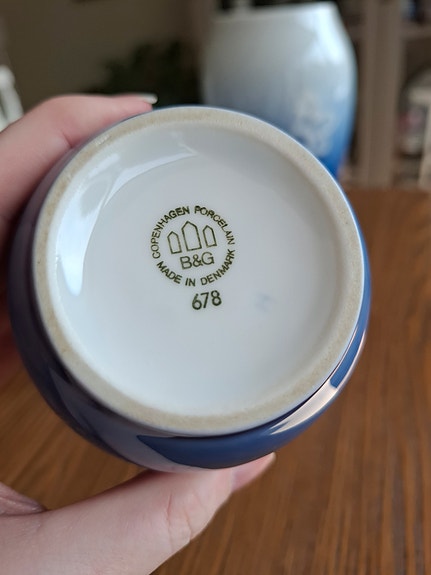 COPENHAGEN PORCELAIN
B&G
MADE IN DENMARK
678